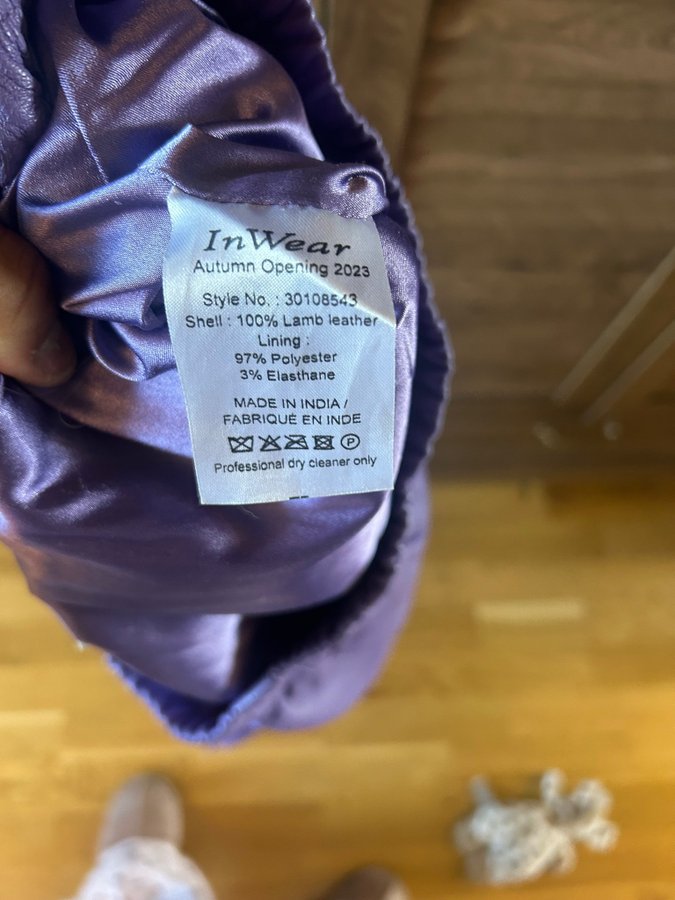 InWear
Autumn Opening 2023
Style No. : 30108543
Shell : 100% Lamb leather
Lining :
97% Polyester
3% Elasthane
MADE IN INDIA /
FABRIQUÉ EN INDE
P
Professional dry cleaner only